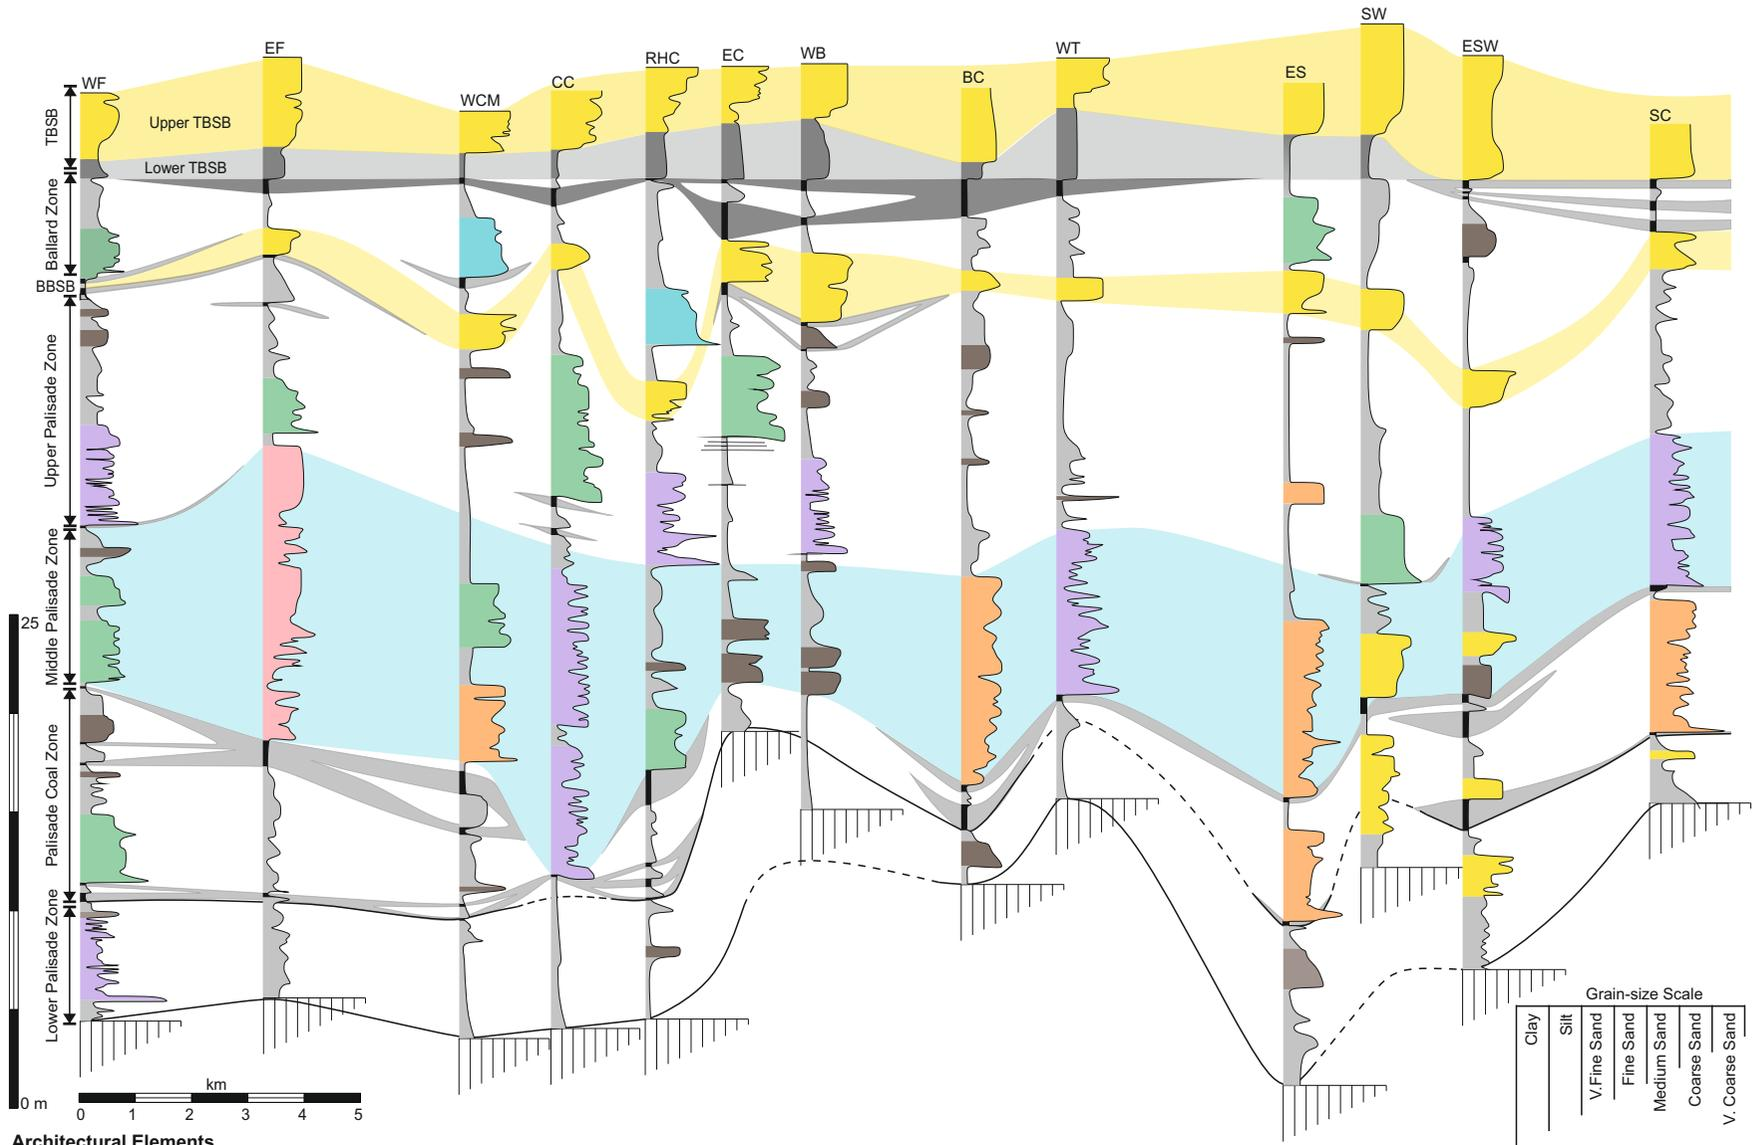 SW
EF
WT
ESW
RHC
EC
WB
WF
CC
BC
ES
WCM
SC
TBSB
Upper TBSB
Lower TBSB
Ballard Zone
BBSB
Upper Palisade Zone
Middle Palisade Zone
Palisade Coal Zone
Lower Palisade Zone
25
0 m
km
0 1 2 3 4 5
Grain-size Scale
Clay
Silt
V.Fine Sand
Fine Sand
Medium Sand
Coarse Sand
V. Coarse Sand
Architectural Elements